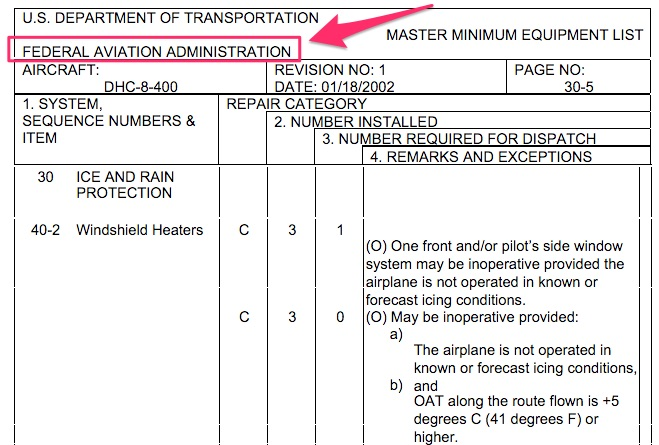 U.S. DEPARTMENT OF TRANSPORTATION
MASTER MINIMUM EQUIPMENT LIST
FEDERAL AVIATION ADMINISTRATION
AIRCRAFT: REVISION NO: 1 PAGE NO:
DHC-8-400 DATE: 01/18/2002 30-5
1. SYSTEM, REPAIR CATEGORY
SEQUENCE NUMBERS & 2. NUMBER INSTALLED
ITEM 3. NUMBER REQUIRED FOR DISPATCH
4. REMARKS AND EXCEPTIONS
30 ICE AND RAIN
PROTECTION
40-2 Windshield Heaters C 3 1
(O) One front and/or pilot's side window
system may be inoperative provided the
airplane is not operated in known or
forecast icing conditions.
C 3 0 (O) May be inoperative provided:
a)
The airplane is not operated in
known or forecast icing conditions,
b) and
OAT along the route flown is +5
degrees C (41 degrees F) or
higher.